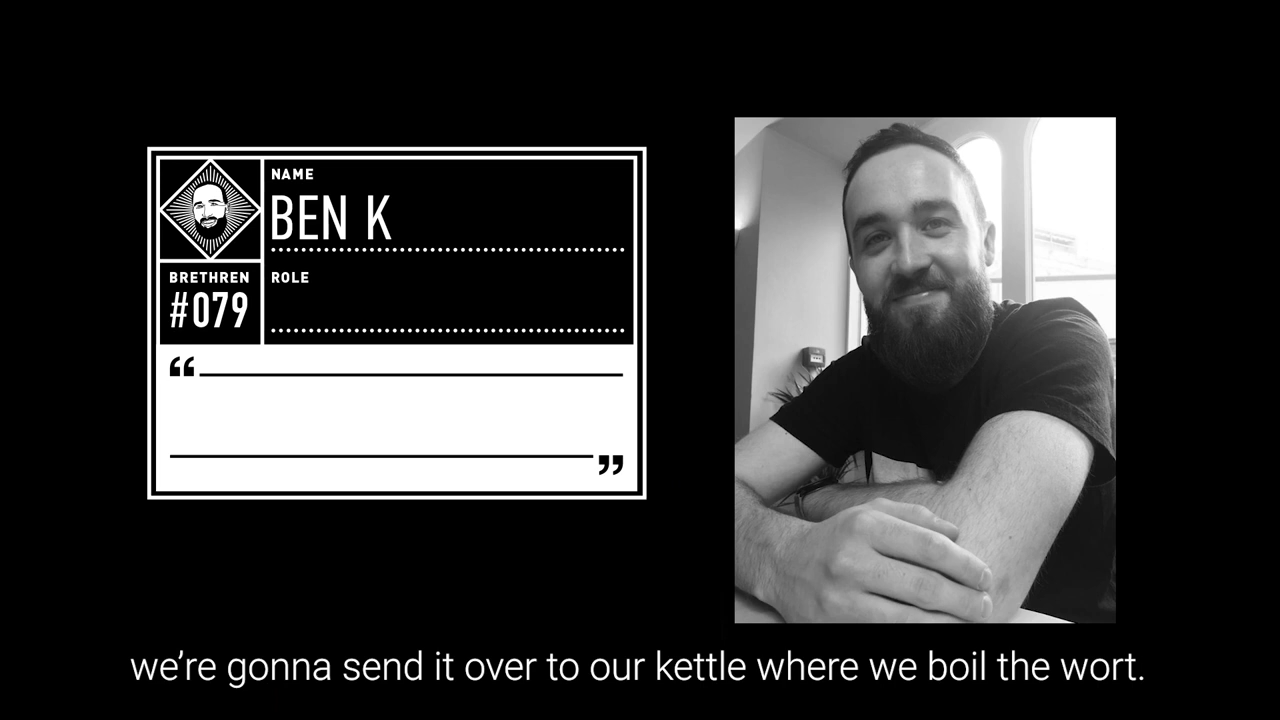 NAME
BEN K
BRETHREN
#079
ROLE
“
”
we’re gonna send it over to our kettle where we boil the wort.